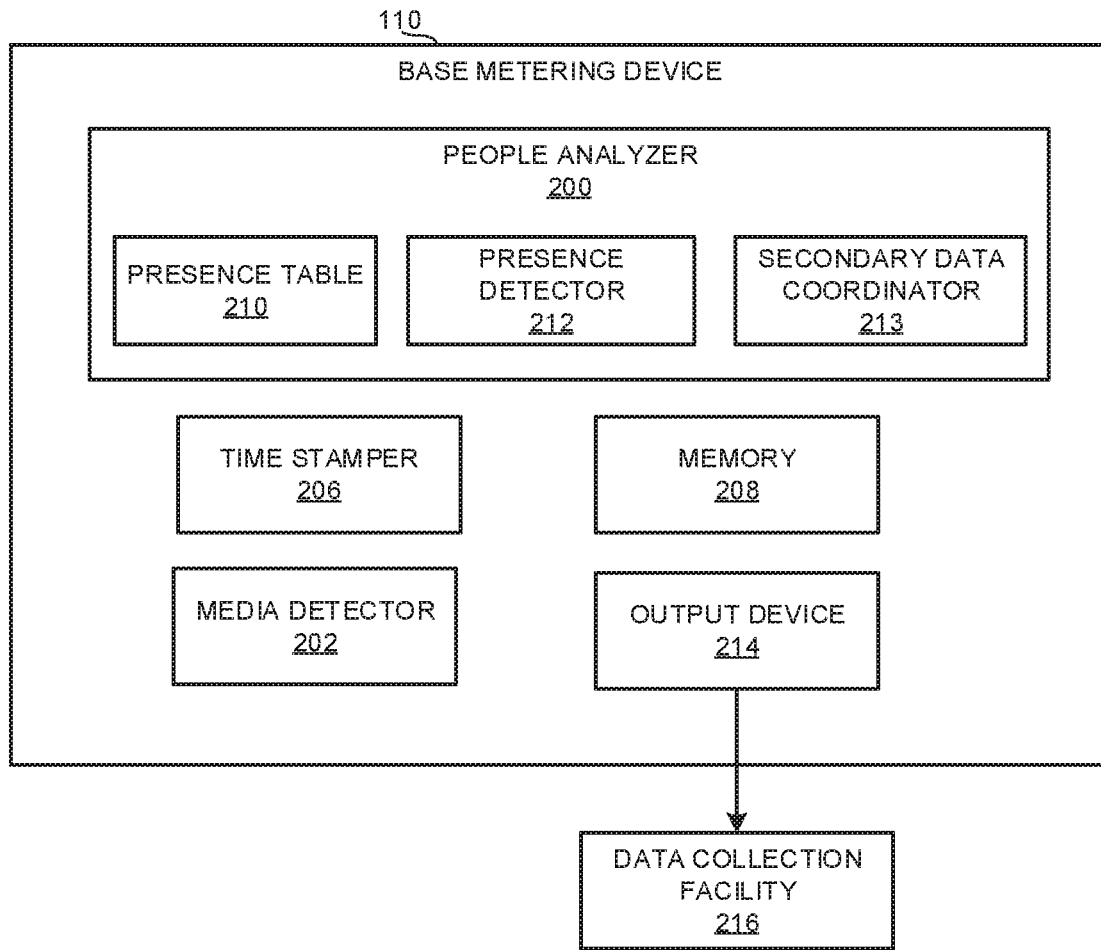 110
BASE METERING DEVICE
PEOPLE ANALYZER
200
PRESENCE TABLE
210
PRESENCE
DETECTOR
212
SECONDARY DATA
COORDINATOR
213
TIME STAMPER
206
MEMORY
208
MEDIA DETECTOR
202
OUTPUT DEVICE
214
DATA COLLECTION
FACILITY
216